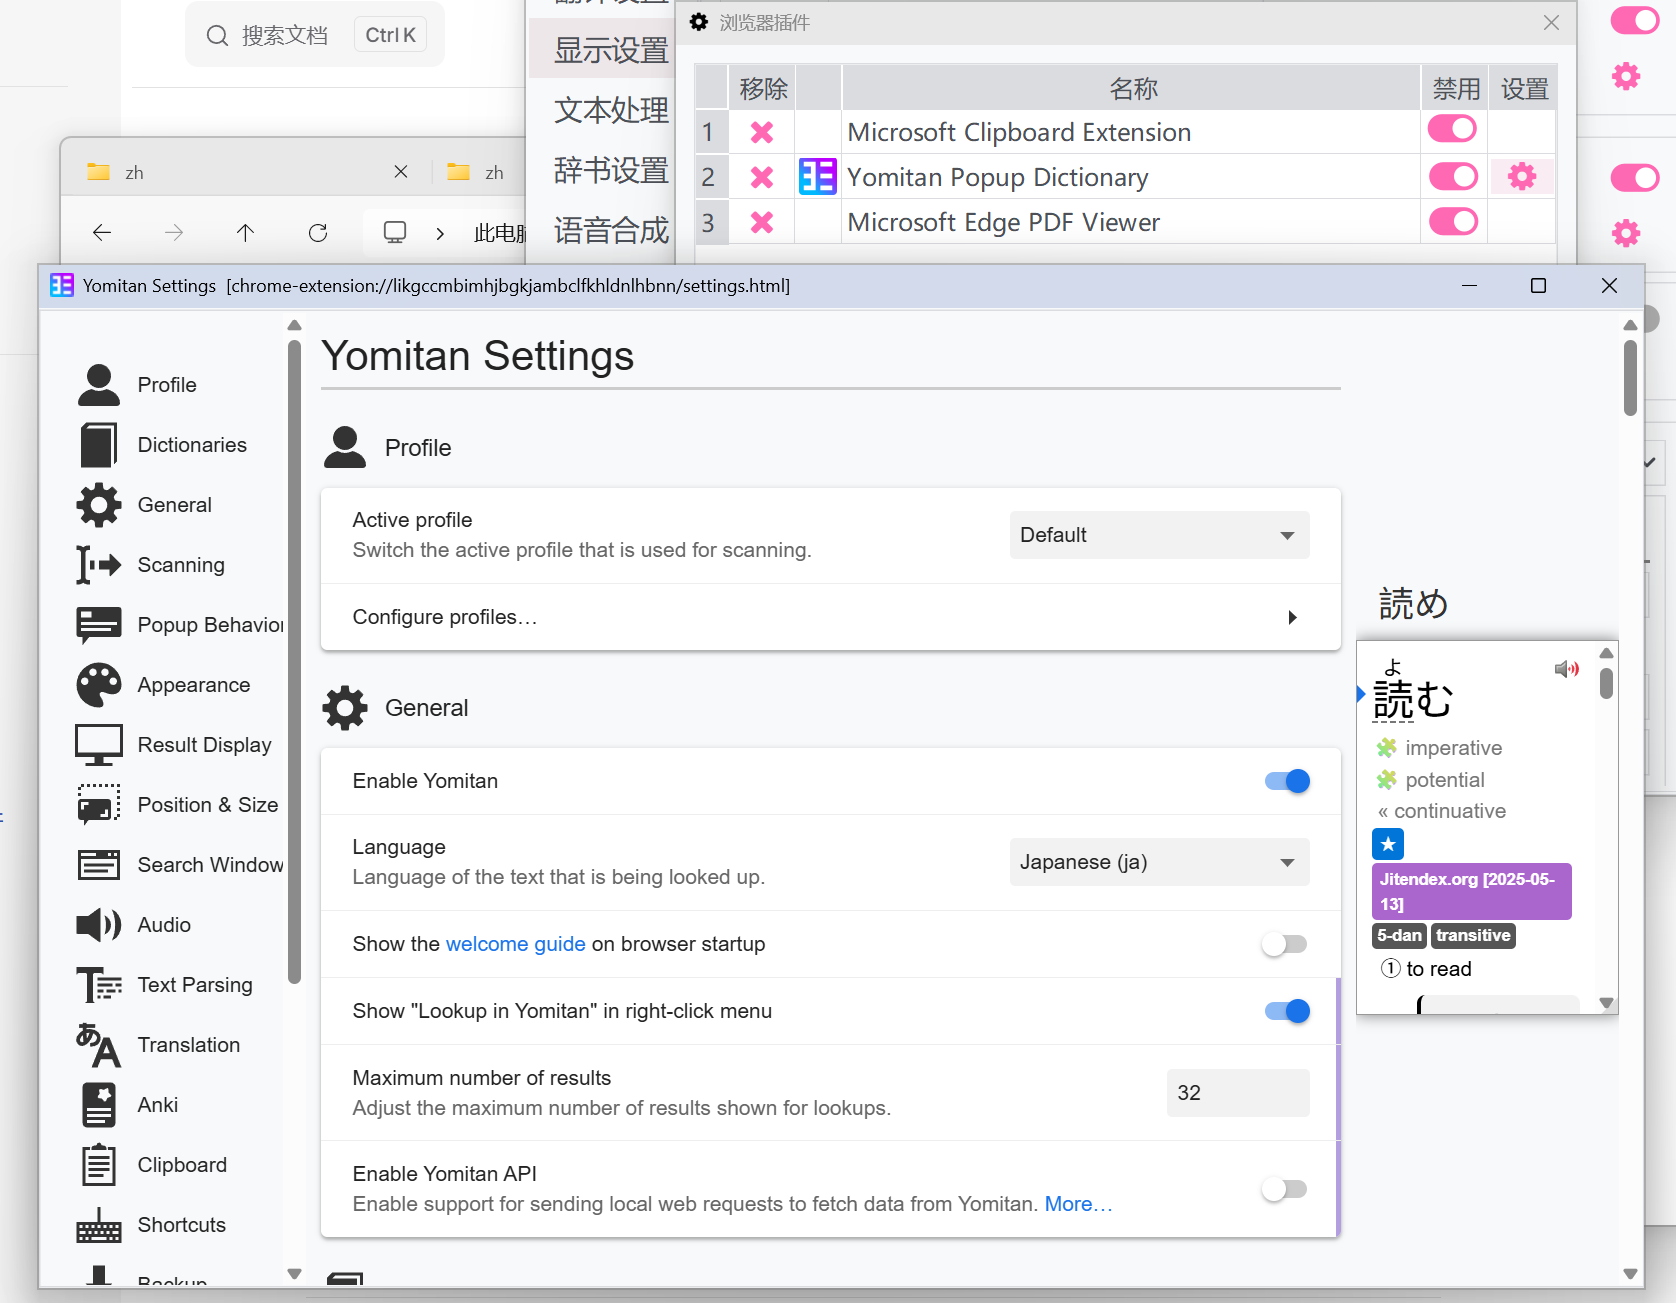 搜索文档
Ctrl K
显示设置
文本处理
辞书设置
语音合成
zh
zh
浏览器插件
移除 名称 禁用 设置
1 Microsoft Clipboard Extension
2 Yomitan Popup Dictionary
3 Microsoft Edge PDF Viewer
Yomitan Settings [chrome-extension://likgccmbimhjbgkjambclfkhldnlhbnn/settings.html]
Profile
Dictionaries
General
Scanning
Popup Behavior
Appearance
Result Display
Position & Size
Search Window
Audio
Text Parsing
Translation
Anki
Clipboard
Shortcuts
Backup
Yomitan Settings
Profile
Active profile
Switch the active profile that is used for scanning.
Default
Configure profiles…
General
Enable Yomitan
Language
Language of the text that is being looked up.
Japanese (ja)
Show the welcome guide on browser startup
Show "Lookup in Yomitan" in right-click menu
Maximum number of results
Adjust the maximum number of results shown for lookups.
32
Enable Yomitan API
Enable support for sending local web requests to fetch data from Yomitan. More…
読め
よ
読む
imperative
potential
« continuative
Jitendex.org [2025-05-
13]
5-dan transitive
① to read